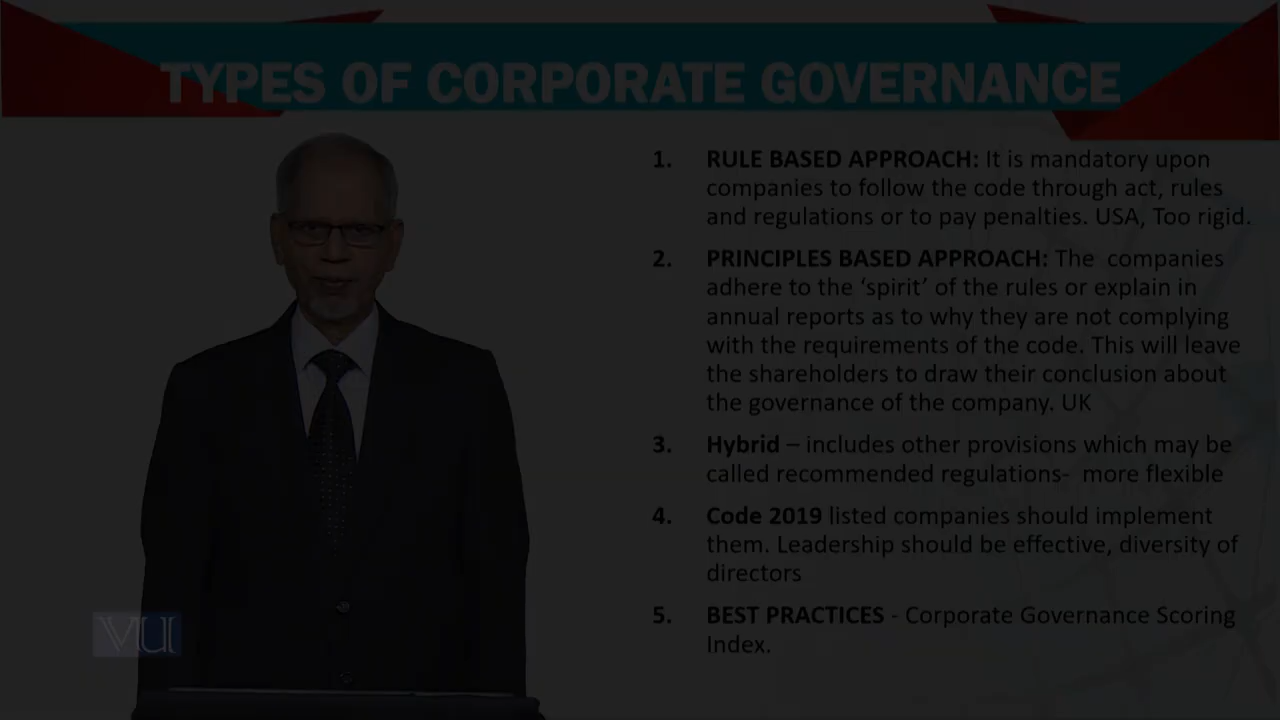 TYPES OF CORPORATE GOVERNANCE
1. RULE BASED APPROACH: It is mandatory upon
companies to follow the code through act, rules
and regulations or to pay penalties. USA, Too rigid.
2. PRINCIPLES BASED APPROACH: The companies
adhere to the ‘spirit’ of the rules or explain in
annual reports as to why they are not complying
with the requirements of the code. This will leave
the shareholders to draw their conclusion about
the governance of the company. UK
3. Hybrid – includes other provisions which may be
called recommended regulations- more flexible
4. Code 2019 listed companies should implement
them. Leadership should be effective, diversity of
directors
5. BEST PRACTICES - Corporate Governance Scoring
Index.
VU